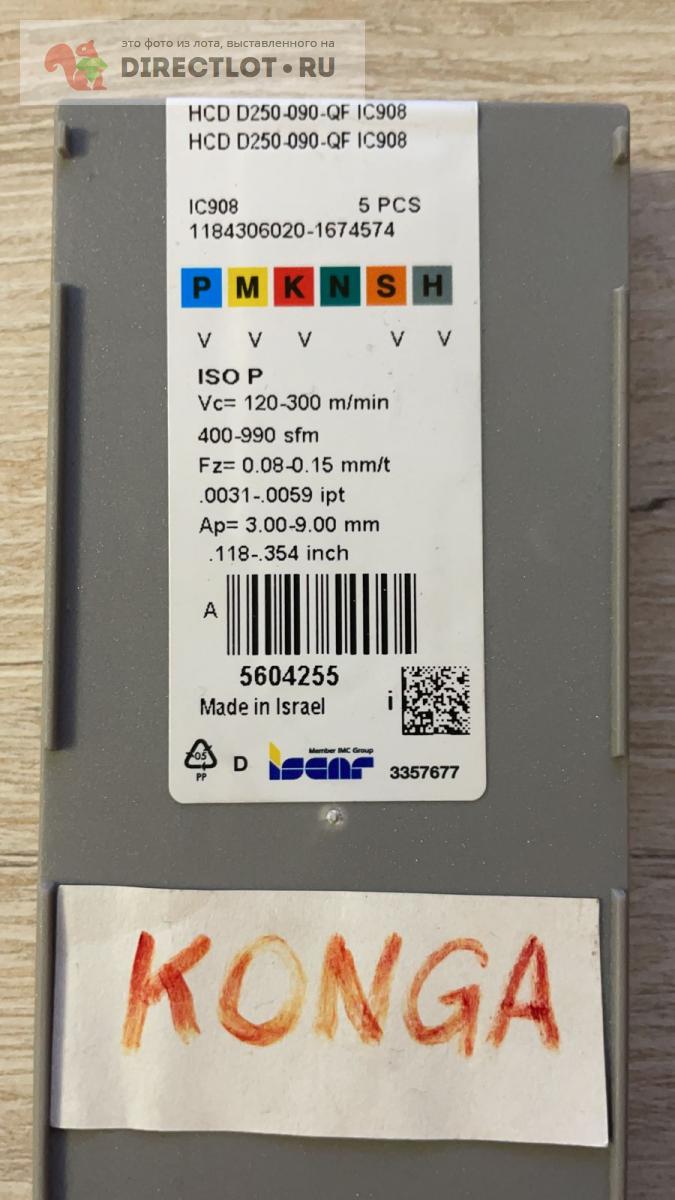 это фото из лота, выставленного на
DIRECTLOT•RU
HCD D250-090-QF IC908
HCD D250-090-QF IC908
IC908 5 PCS
1184306020-1674574
P M K N S H
V V V V V
ISO P
Vc= 120-300 m/min
400-990 sfm
Fz= 0.08-0.15 mm/t
.0031-.0059 ipt
Ap= 3.00-9.00 mm
.118-.354 inch
A
5604255
Made in Israel i
05
PP
D
Member IMC Group
iscar
3357677
KONGA